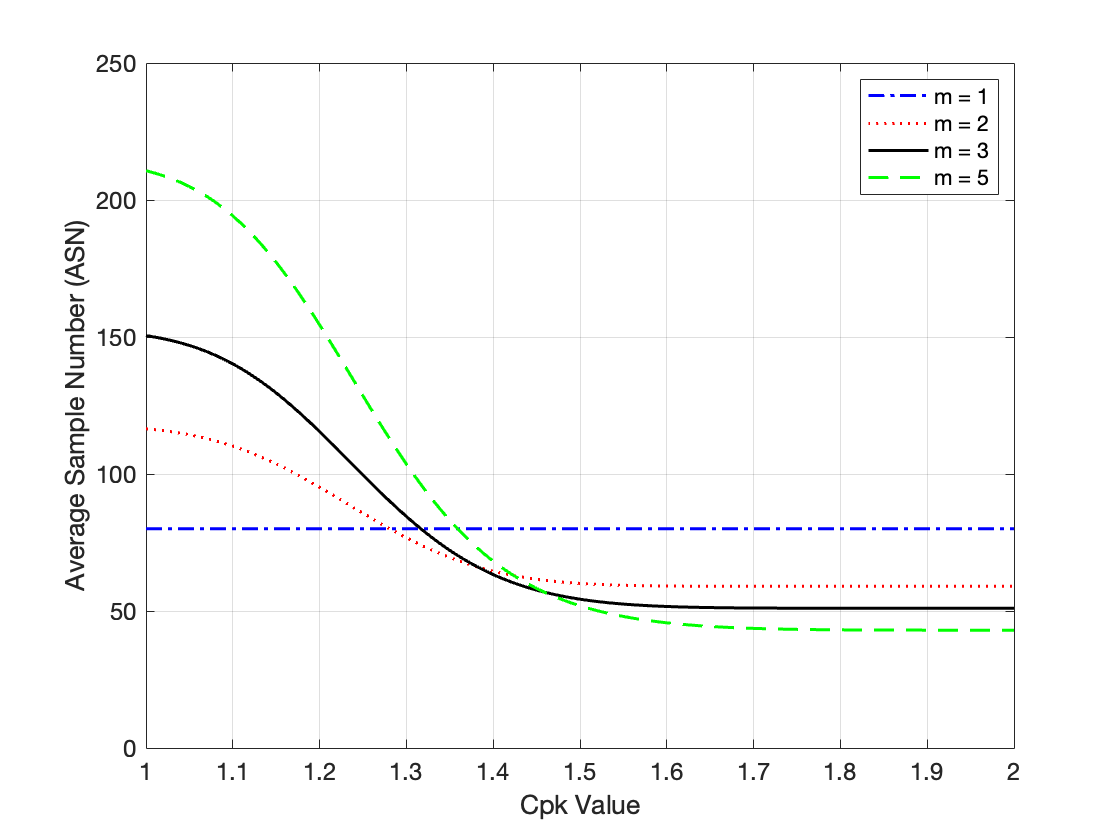 250
200
150
100
50
0
Average Sample Number (ASN)
m = 1
m = 2
m = 3
m = 5
1 1.1 1.2 1.3 1.4 1.5 1.6 1.7 1.8 1.9 2
Cpk Value